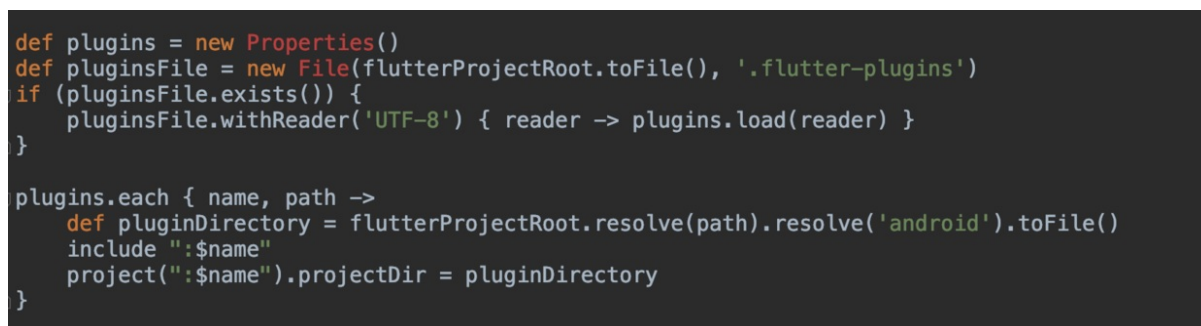 def plugins = new Properties()
def pluginsFile = new File(flutterProjectRoot.toFile(), '.flutter-plugins')
if (pluginsFile.exists()) {
    pluginsFile.withReader('UTF-8') { reader -> plugins.load(reader) }
}

plugins.each { name, path ->
    def pluginDirectory = flutterProjectRoot.resolve(path).resolve('android').toFile()
    include ":$name"
    project(":$name").projectDir = pluginDirectory
}